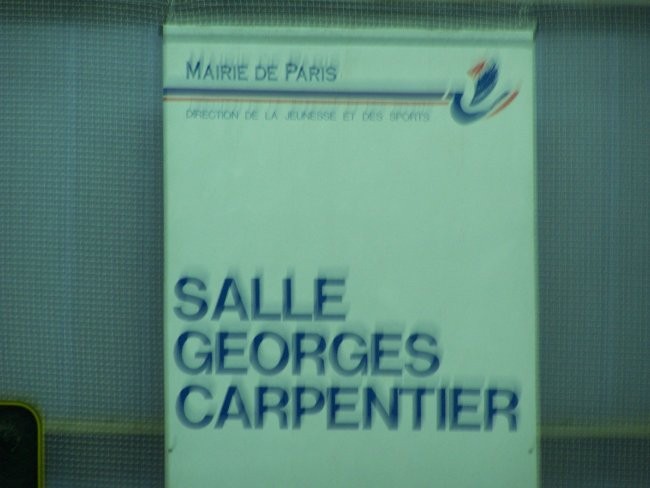 MAIRIE DE PARIS
DIRECTION DE LA JEUNESSE ET DES SPORTS
SALLE
GEORGES
CARPENTIER